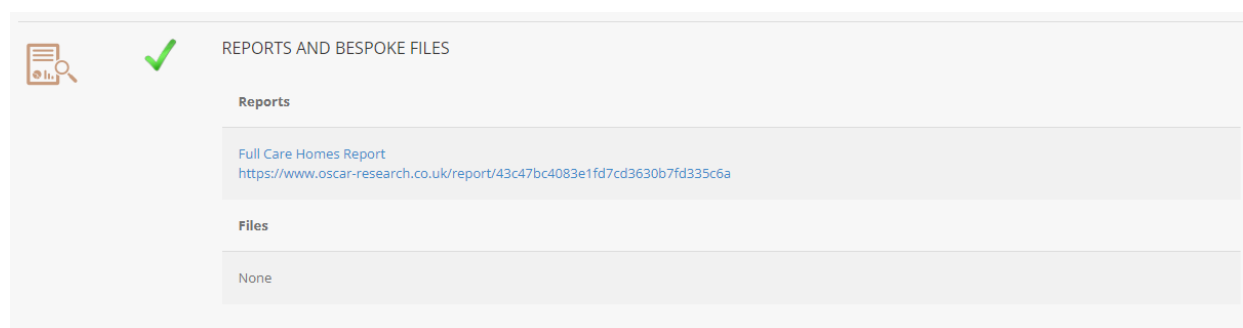 REPORTS AND BESPOKE FILES
Reports
Full Care Homes Report
https://www.oscar-research.co.uk/report/43c47bc4083e1fd7cd3630b7fd335c6a
Files
None